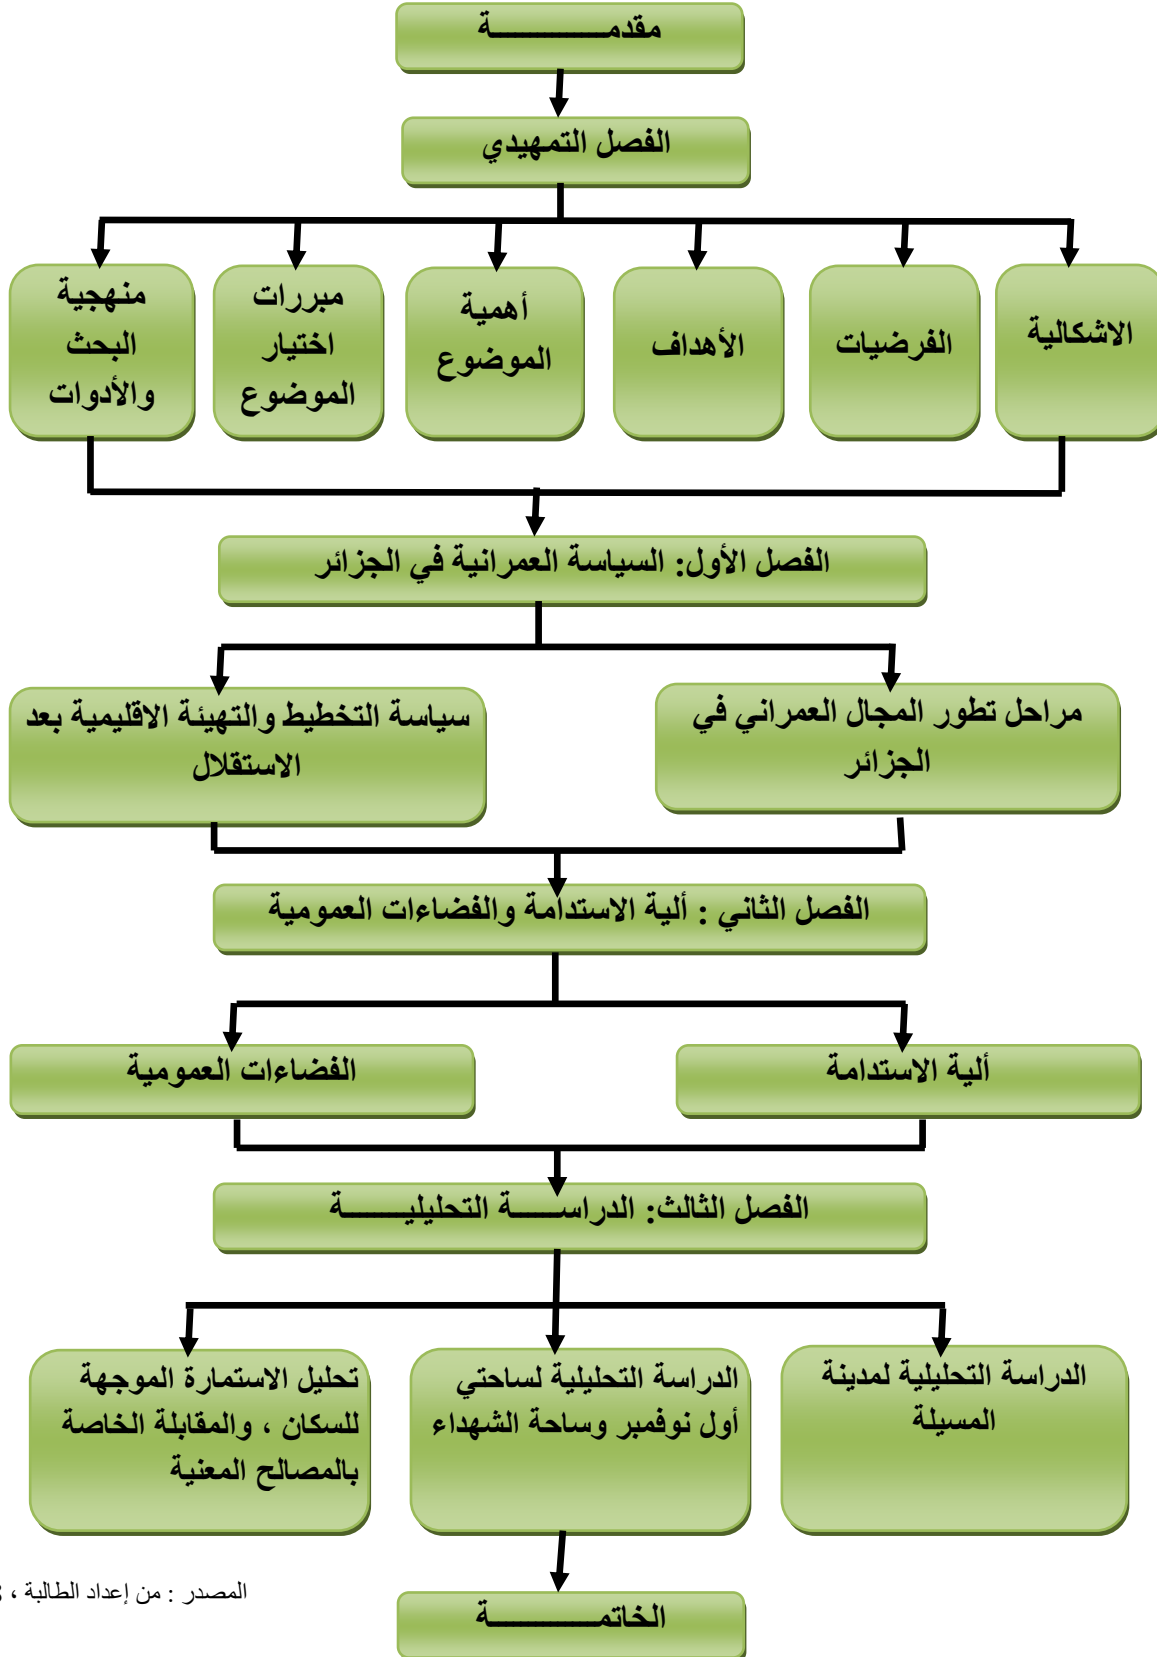 مقدمـــــــــــــة
الفصل التمهيدي
الاشكالية
الفرضيات
الأهداف
أهمية
الموضوع
مبررات
اختيار
الموضوع
منهجية
البحث
والأدوات
الفصل الأول: السياسة العمرانية في الجزائر
مراحل تطور المجال العمراني في
الجزائر
سياسة التخطيط والتهيئة الاقليمية بعد
الاستقلال
الفصل الثاني : ألية الاستدامة والفضاءات العمومية
ألية الاستدامة
الفضاءات العمومية
الفصل الثالث: الدراســــــة التحليليـــــــة
الدراسة التحليلية لمدينة
المسيلة
الدراسة التحليلية لساحتي
أول نوفمبر وساحة الشهداء
تحليل الاستمارة الموجهة
للسكان ، والمقابلة الخاصة
بالمصالح المعنية
الخاتمـــــــــــــة
المصدر : من إعداد الطالبة ،